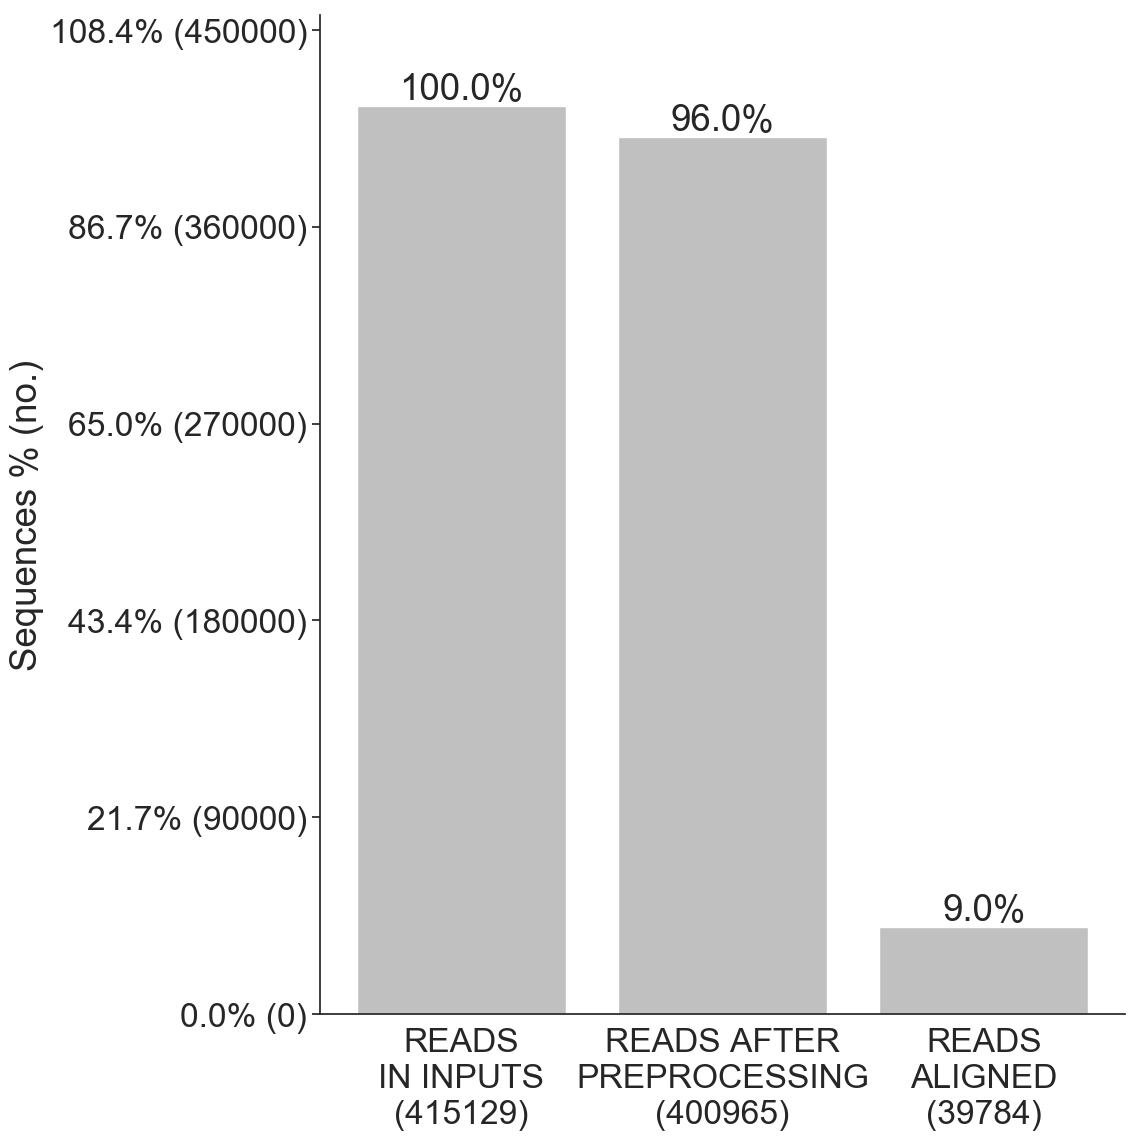 108.4% (450000)
100.0%
96.0%
86.7% (360000)
65.0% (270000)
Sequences % (no.)
43.4% (180000)
21.7% (90000)
9.0%
0.0% (0)
READS
IN INPUTS
(415129)
READS AFTER
PREPROCESSING
(400965)
READS
ALIGNED
(39784)